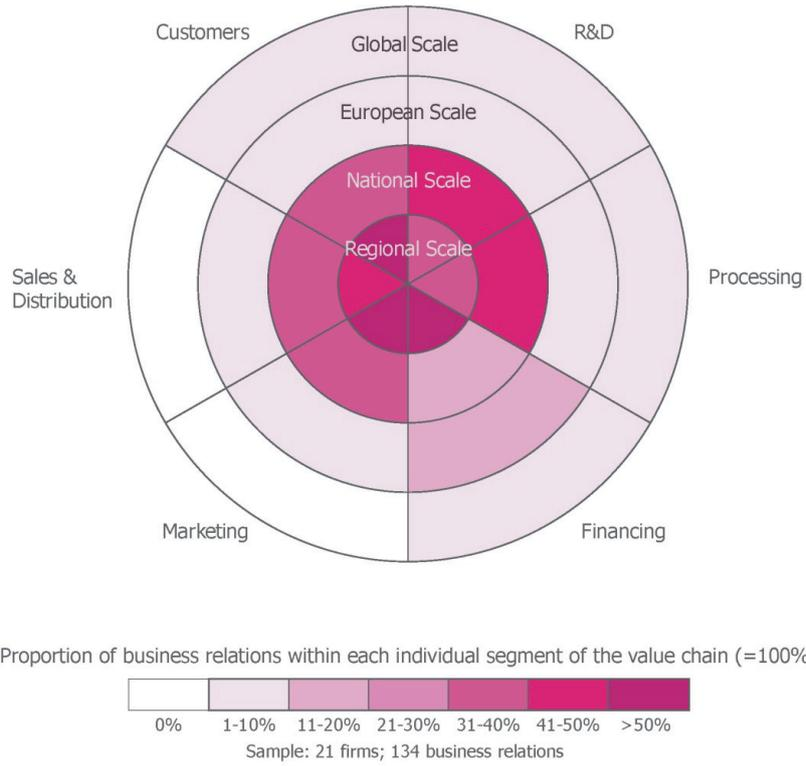 Customers
R&D
Global Scale
European Scale
National Scale
Regional Scale
Sales &
Distribution
Processing
Marketing
Financing
Proportion of business relations within each individual segment of the value chain (=100%
0%
1-10%
11-20%
21-30%
31-40%
41-50%
>50%
Sample: 21 firms; 134 business relations